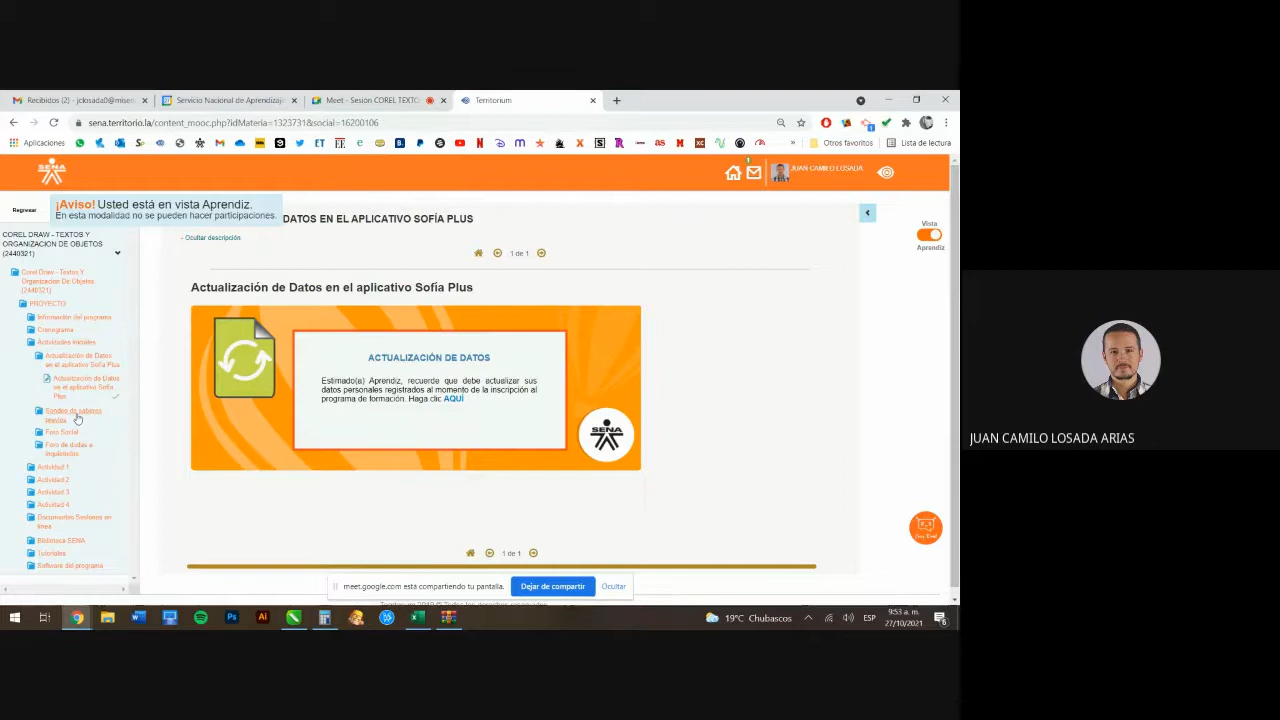 Recibidos (2) - jclosada0@misen
Servicio Nacional de Aprendizaje
Meet - Sesión COREL TEXTO
Territorium
sena.territorio.la/content_mooc.php?idMateria=1323731&social=16200106
Aplicaciones
Otros favoritos
Lista de lectura
SENA
1
JUAN CAMILO LOSADA
Regresar
¡Aviso! Usted está en vista Aprendiz.
En esta modalidad no se pueden hacer participaciones.
DATOS EN EL APLICATIVO SOFÍA PLUS
- Ocultar descripción
Vista
Aprendiz
1 de 1
COREL DRAW - TEXTOS Y
ORGANIZACION DE OBJETOS
(2440321)
Corel Draw - Textos Y
Organizacion De Objetos
(2440321)
PROYECTO
Información del programa
Cronograma
Actividades iniciales
Actualización de Datos
en el aplicativo Sofía Plus
Actualización de Datos
en el aplicativo Sofía
Plus
Sondeo de saberes
previos
Foro Social
Foro de dudas e
inquietudes
Actividad 1
Actividad 2
Actividad 3
Actividad 4
Documentos Sesiones en
línea
Biblioteca SENA
Tutoriales
Software del programa
Actualización de Datos en el aplicativo Sofía Plus
ACTUALIZACIÓN DE DATOS
Estimado(a) Aprendiz, recuerde que debe actualizar sus
datos personales registrados al momento de la inscripción al
programa de formación. Haga clic AQUÍ
SENA
1 de 1
meet.google.com está compartiendo tu pantalla.
Dejar de compartir
Ocultar
19°C Chubascos
ESP
9:53 a. m.
27/10/2021
JUAN CAMILO LOSADA ARIAS